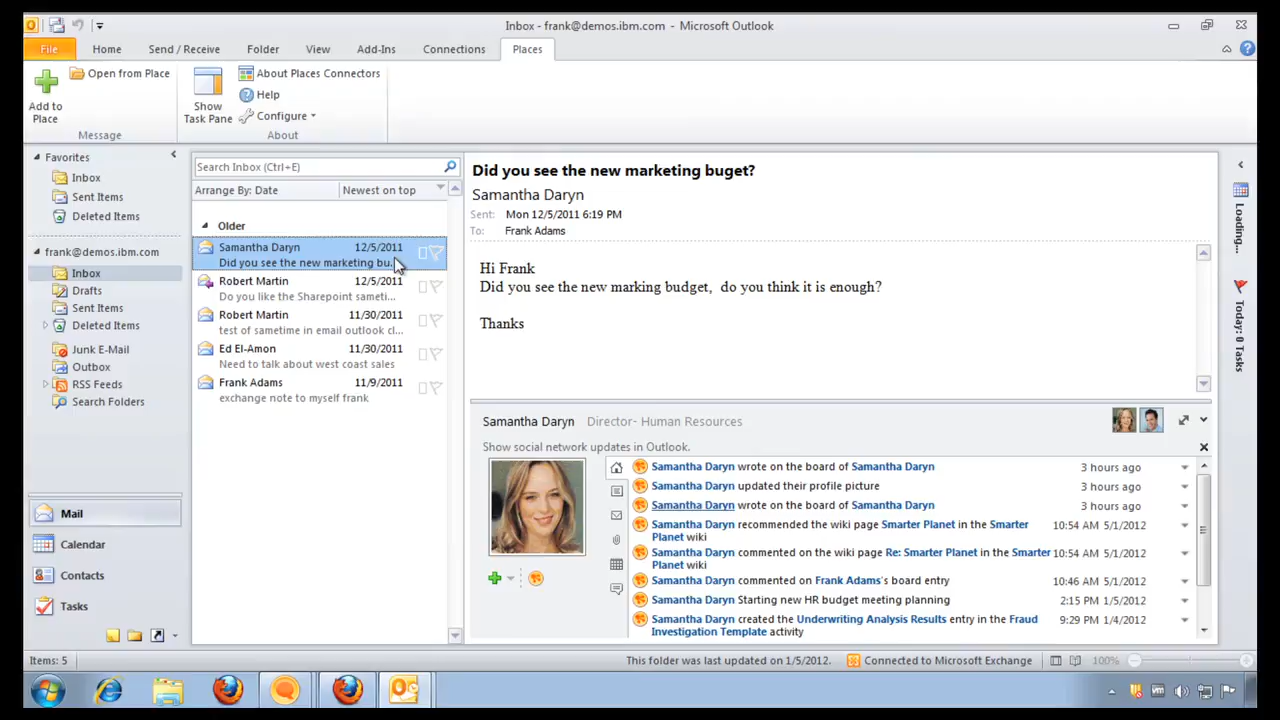 Inbox - frank@demos.ibm.com - Microsoft Outlook
File Home Send / Receive Folder View Add-Ins Connections Places
Add to Place
Open from Place
Message
Show Task Pane
About Places Connectors
Help
Configure
About
Favorites
Inbox
Sent Items
Deleted Items
frank@demos.ibm.com
Inbox
Drafts
Sent Items
Deleted Items
Junk E-Mail
Outbox
RSS Feeds
Search Folders
Mail
Calendar
Contacts
Tasks
Search Inbox (Ctrl+E)
Arrange By: Date Newest on top
Older
Samantha Daryn 12/5/2011
Did you see the new marketing bu...
Robert Martin 12/5/2011
Do you like the Sharepoint sameti...
Robert Martin 11/30/2011
test of sametime in email outlook cl...
Ed El-Amon 11/30/2011
Need to talk about west coast sales
Frank Adams 11/9/2011
exchange note to myself frank
Did you see the new marketing buget?
Samantha Daryn
Sent: Mon 12/5/2011 6:19 PM
To: Frank Adams
Hi Frank
Did you see the new marking budget, do you think it is enough?
Thanks
Samantha Daryn Director- Human Resources
Show social network updates in Outlook.
Samantha Daryn wrote on the board of Samantha Daryn 3 hours ago
Samantha Daryn updated their profile picture 3 hours ago
Samantha Daryn wrote on the board of Samantha Daryn 3 hours ago
Samantha Daryn recommended the wiki page Smarter Planet in the Smarter 10:54 AM 5/1/2012
Planet wiki
Samantha Daryn commented on the wiki page Re: Smarter Planet in the Smarter 10:54 AM 5/1/2012
Planet wiki
Samantha Daryn commented on Frank Adams's board entry 10:46 AM 5/1/2012
Samantha Daryn Starting new HR budget meeting planning 2:15 PM 1/5/2012
Samantha Daryn created the Underwriting Analysis Results entry in the Fraud 9:29 PM 1/4/2012
Investigation Template activity
Loading...
Today: 0 Tasks
Items: 5
This folder was last updated on 1/5/2012.
Connected to Microsoft Exchange
100%